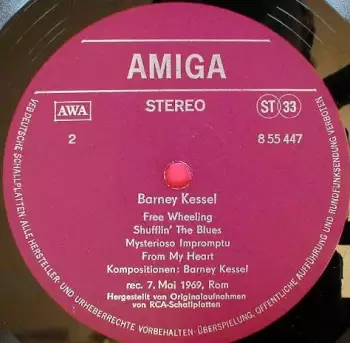 AMIGA
AWA
STEREO
ST 33
2
8 55 447
Barney Kessel
Free Wheeling
Shufflin' The Blues
Mysterioso Impromptu
From My Heart
Kompositionen: Barney Kessel
rec. 7. Mai 1969, Rom
Hergestellt von Originalaufnahmen
von RCA-Schallplatten
VEB DEUTSCHE SCHALLPLATTEN · ALLE HERSTELLER- UND URHEBERRECHTE VORBEHALTEN · ÜBERSPIELUNG, ÖFFENTLICHE AUFFÜHRUNG UND RUNDFUNKSENDUNG VERBOTEN